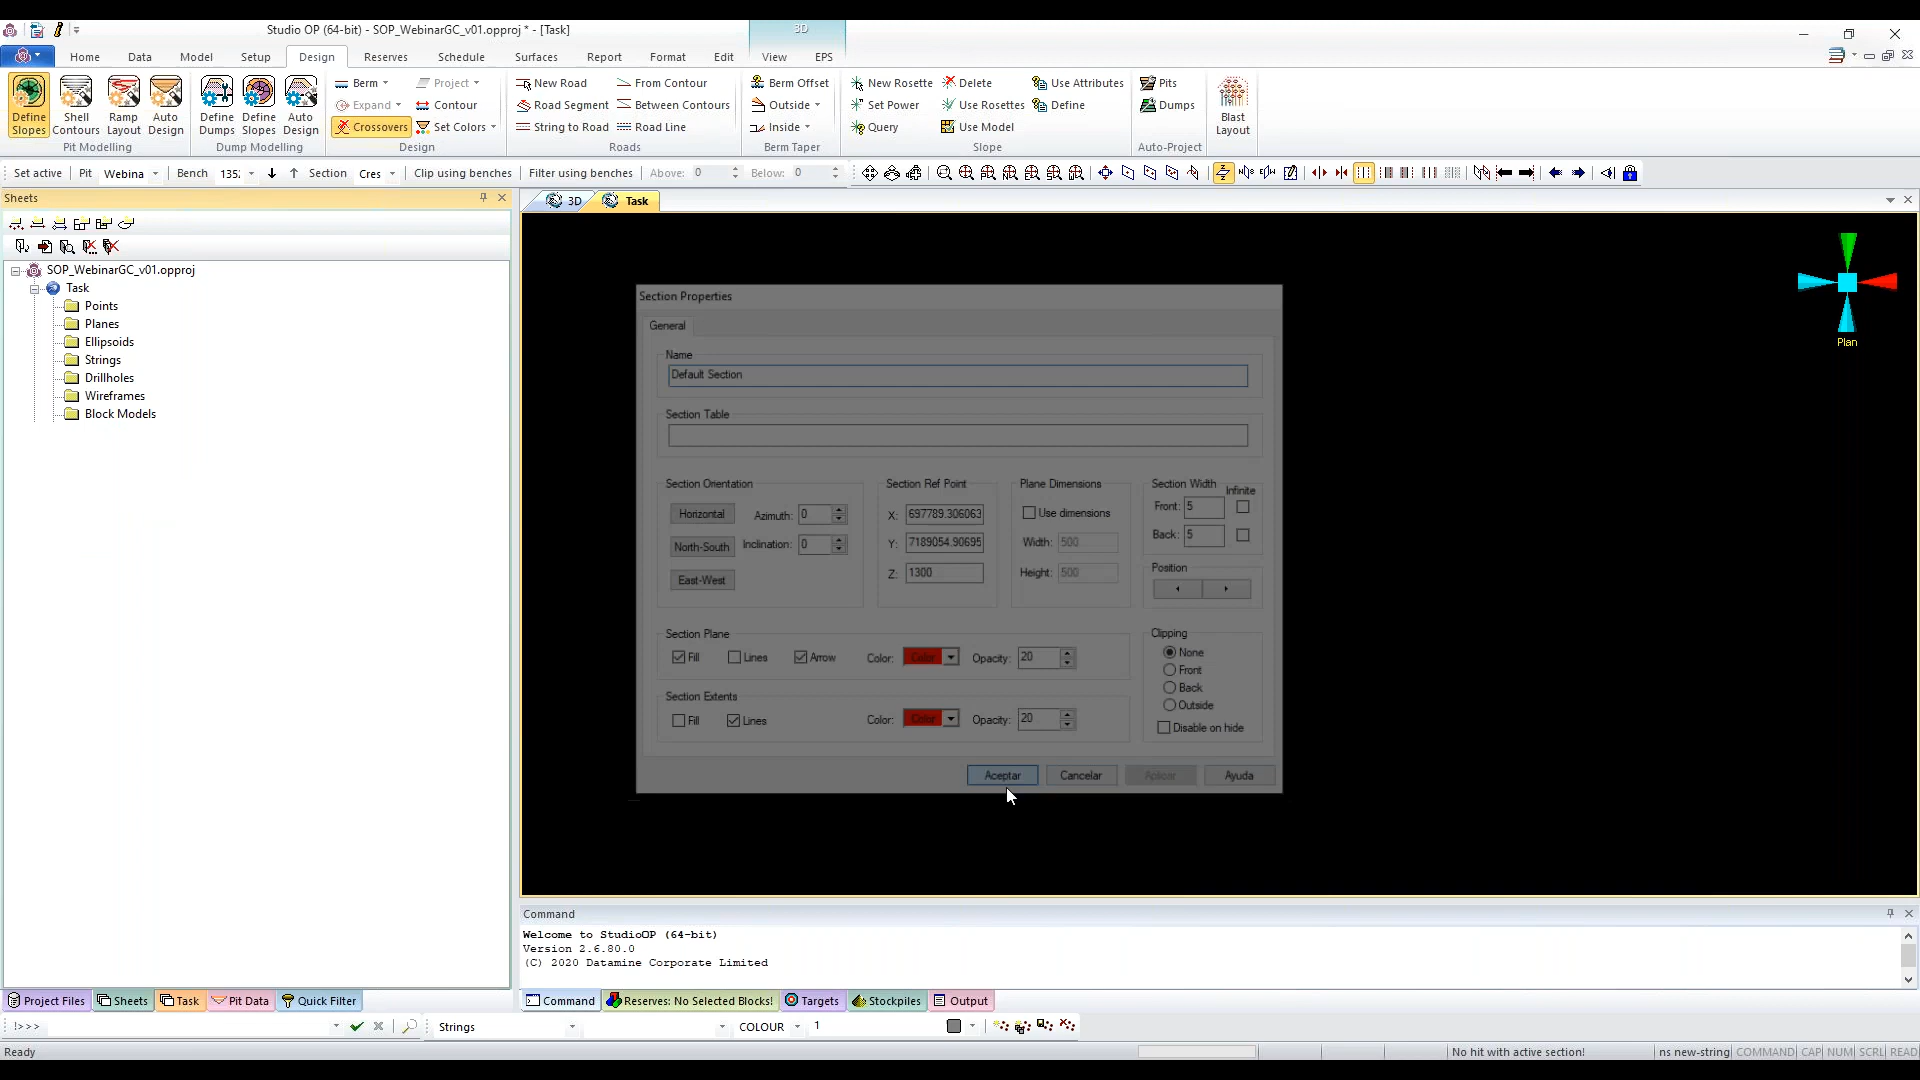 Studio OP (64-bit) - SOP_WebinarGC_v01.opproj * - [Task]
3D
Home Data Model Setup Design Reserves Schedule Surfaces Report Format Edit View EPS
Define Slopes
Shell Contours
Ramp Layout
Auto Design
Pit Modelling
Define Dumps
Define Slopes
Auto Design
Dump Modelling
Berm Project
Expand Contour
Crossovers Set Colors
Design
New Road From Contour
Road Segment Between Contours
String to Road Road Line
Roads
Berm Offset
Outside
Inside
Berm Taper
New Rosette Delete Use Attributes
Set Power Use Rosettes Define
Query Use Model
Slope
Pits
Dumps
Auto-Project
Blast Layout
Set active Pit Webina Bench 135: Section Cres Clip using benches Filter using benches Above: 0 Below: 0
Sheets
3D Task
SOP_WebinarGC_v01.opproj
Task
Points
Planes
Ellipsoids
Strings
Drillholes
Wireframes
Block Models
Plan
Section Properties
General
Name
Default Section
Section Table
Section Orientation
Horizontal Azimuth: 0
North-South Inclination: 0
East-West
Section Ref Point
X: 697789.306063
Y: 7189054.90695
Z: 1300
Plane Dimensions
Use dimensions
Width: 500
Height: 500
Section Width
Infinite
Front: 5
Back: 5
Position
Section Plane
Fill Lines Arrow Color: Color Opacity: 20
Section Extents
Fill Lines Color: Color Opacity: 20
Clipping
None
Front
Back
Outside
Disable on hide
Aceptar Cancelar Aplicar Ayuda
Command
Welcome to StudioOP (64-bit)
Version 2.6.80.0
(C) 2020 Datamine Corporate Limited
Project Files Sheets Task Pit Data Quick Filter
Command Reserves: No Selected Blocks! Targets Stockpiles Output
!>>> Strings COLOUR 1
Ready No hit with active section! ns new-string COMMAND CAP NUM SCRL READ